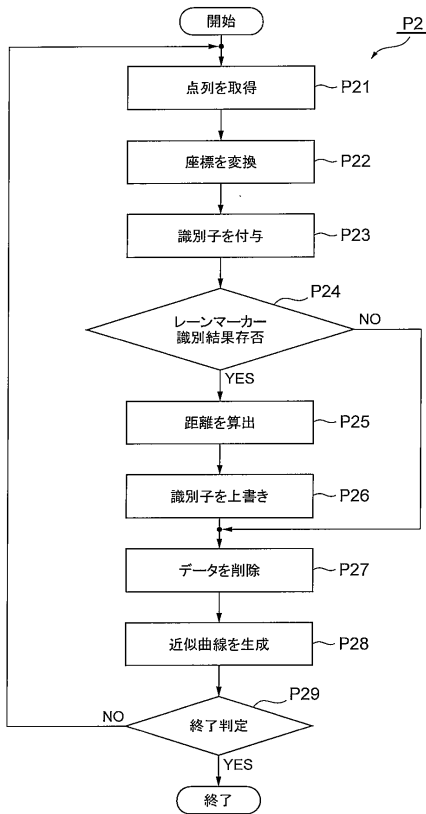 開始
P2
点列を取得
P21
座標を変換
P22
識別子を付与
P23
P24
レーンマーカー
識別結果存否
NO
YES
距離を算出
P25
識別子を上書き
P26
データを削除
P27
近似曲線を生成
P28
P29
NO
終了判定
YES
終了